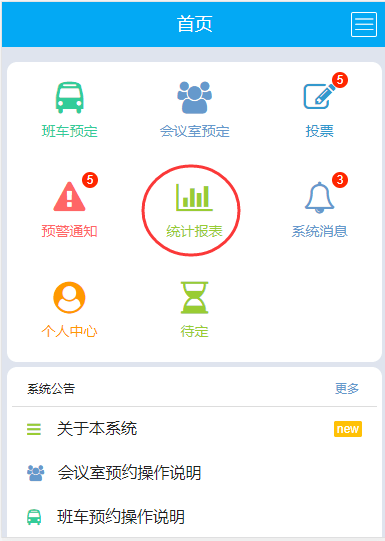 首页
5
班车预定 会议室预定 投票
5 3
预警通知 统计报表 系统消息
个人中心 待定
系统公告 更多
关于本系统 new
会议室预约操作说明
班车预约操作说明